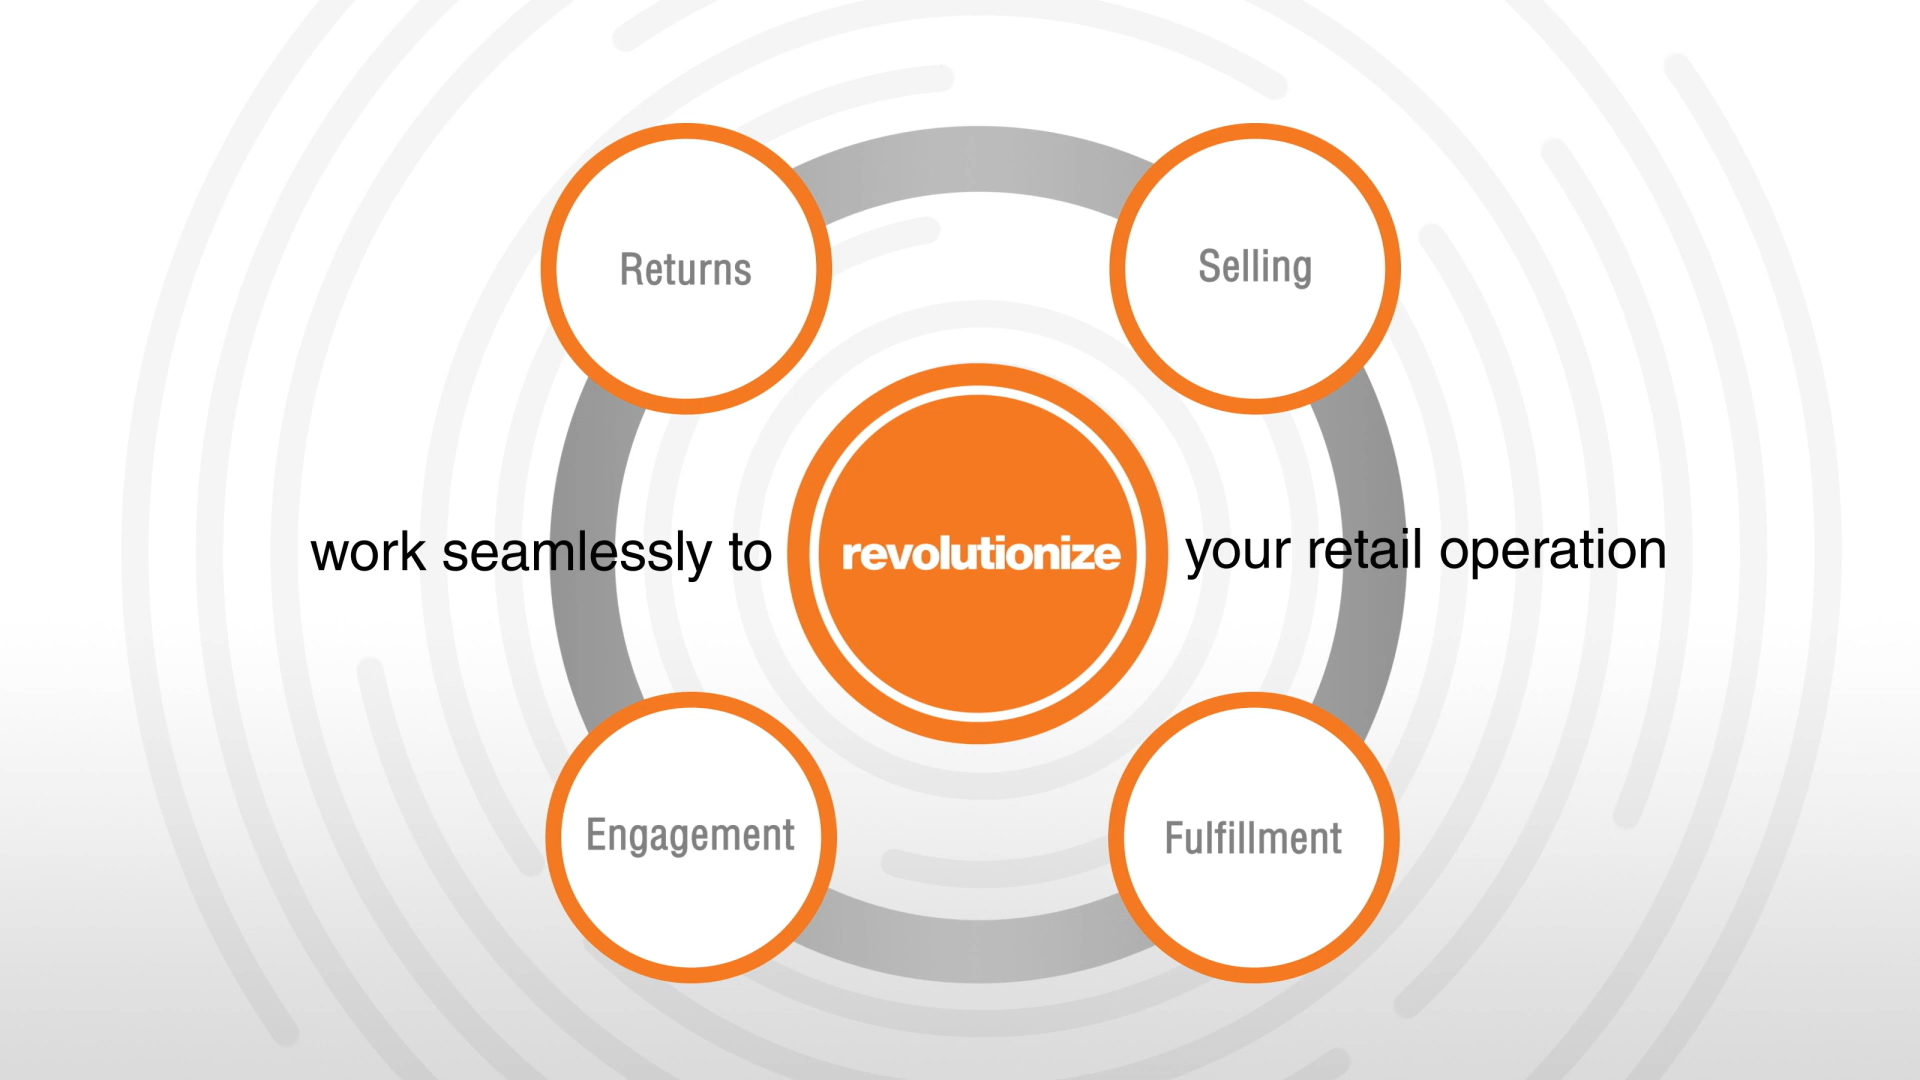 Returns
Selling
work seamlessly to revolutionize your retail operation
Engagement
Fulfillment